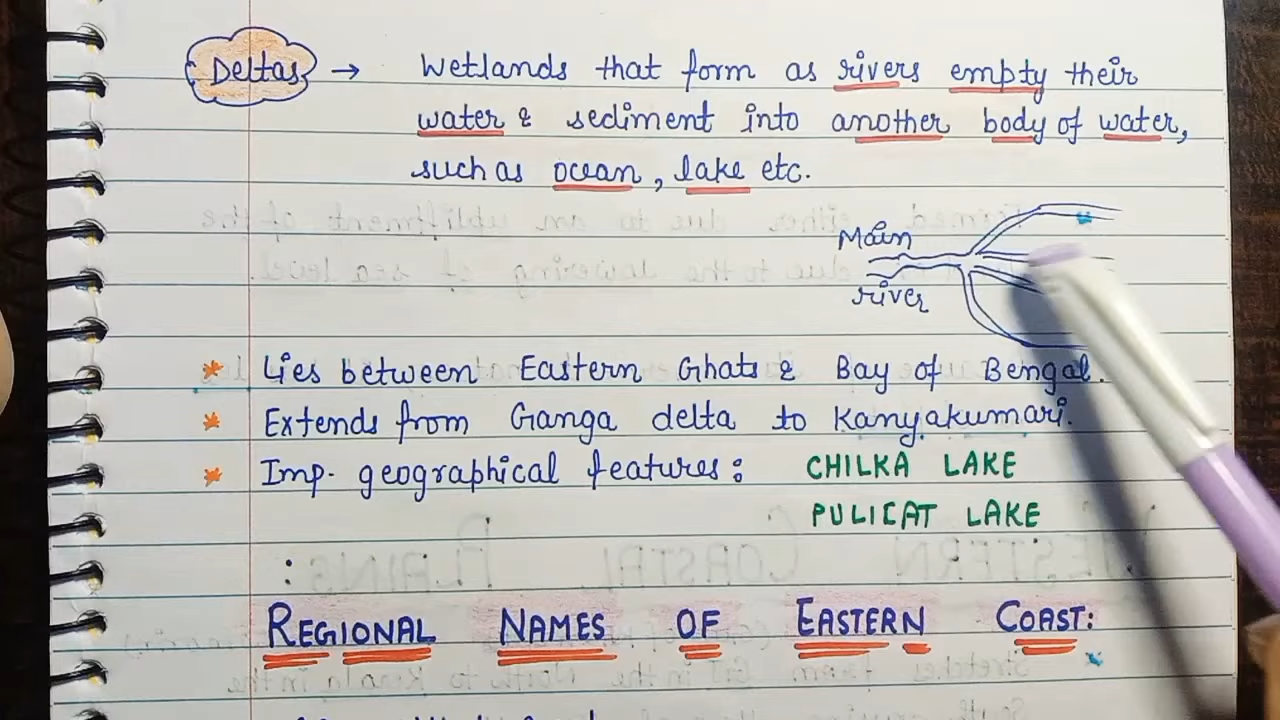 Deltas → Wetlands that form as rivers empty their
water & sediment into another body of water,
such as ocean, lake etc.
Main
river
* Lies between Eastern Ghats & Bay of Bengal.
* Extends from Ganga delta to Kanyakumari.
* Imp. geographical features: CHILKA LAKE
PULICAT LAKE
REGIONAL NAMES OF EASTERN COAST: